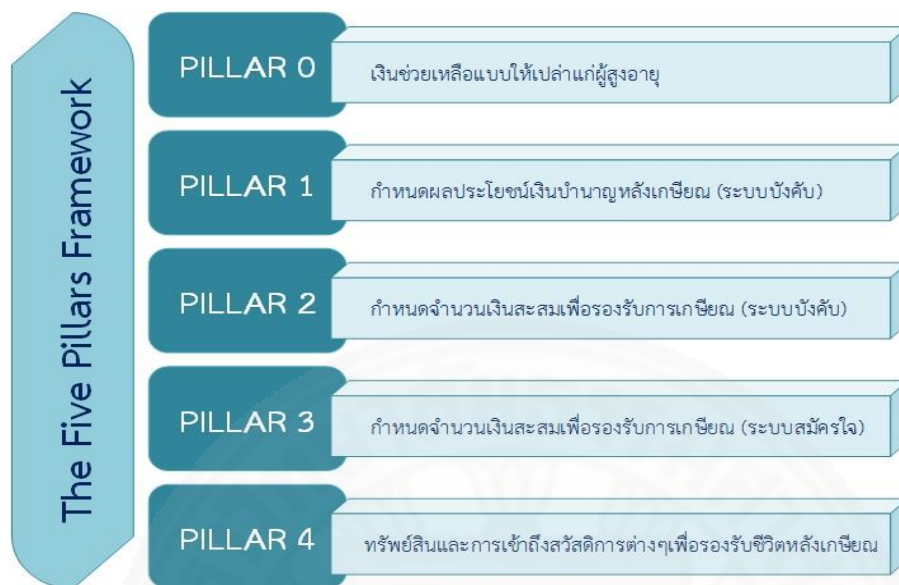 The Five Pillars Framework
PILLAR 0
เงินช่วยเหลือแบบให้เปล่าแก่ผู้สูงอายุ
PILLAR 1
กำหนดผลประโยชน์เงินบำนาญหลังเกษียณ (ระบบบังคับ)
PILLAR 2
กำหนดจำนวนเงินสะสมเพื่อรองรับการเกษียณ (ระบบบังคับ)
PILLAR 3
กำหนดจำนวนเงินสะสมเพื่อรองรับการเกษียณ (ระบบสมัครใจ)
PILLAR 4
ทรัพย์สินและการเข้าถึงสวัสดิการต่างๆเพื่อรองรับชีวิตหลังเกษียณ